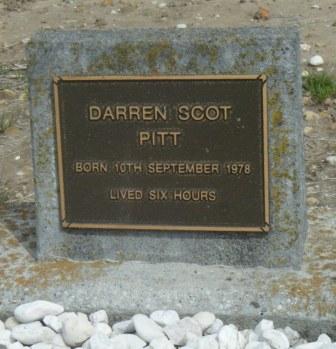 DARREN SCOT
PITT
BORN 10TH SEPTEMBER 1978
LIVED SIX HOURS